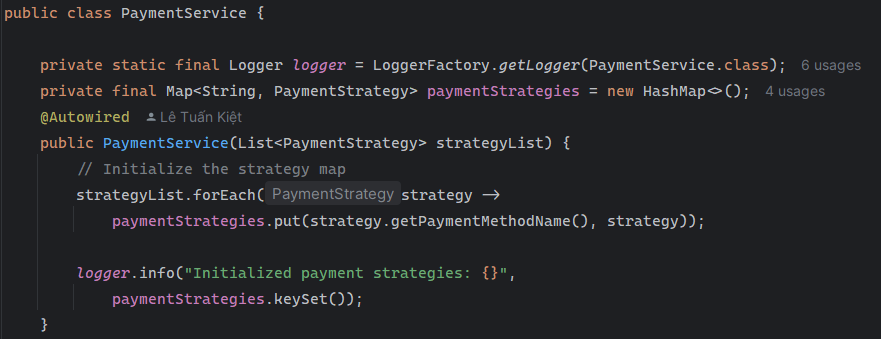 public class PaymentService {
private static final Logger logger = LoggerFactory.getLogger(PaymentService.class); 6 usages
private final Map<String, PaymentStrategy> paymentStrategies = new HashMap<>(); 4 usages
@Autowired Lê Tuấn Kiệt
public PaymentService(List<PaymentStrategy> strategyList) {
// Initialize the strategy map
strategyList.forEach( PaymentStrategy strategy ->
paymentStrategies.put(strategy.getPaymentMethodName(), strategy));
logger.info("Initialized payment strategies: {}",
paymentStrategies.keySet());
}